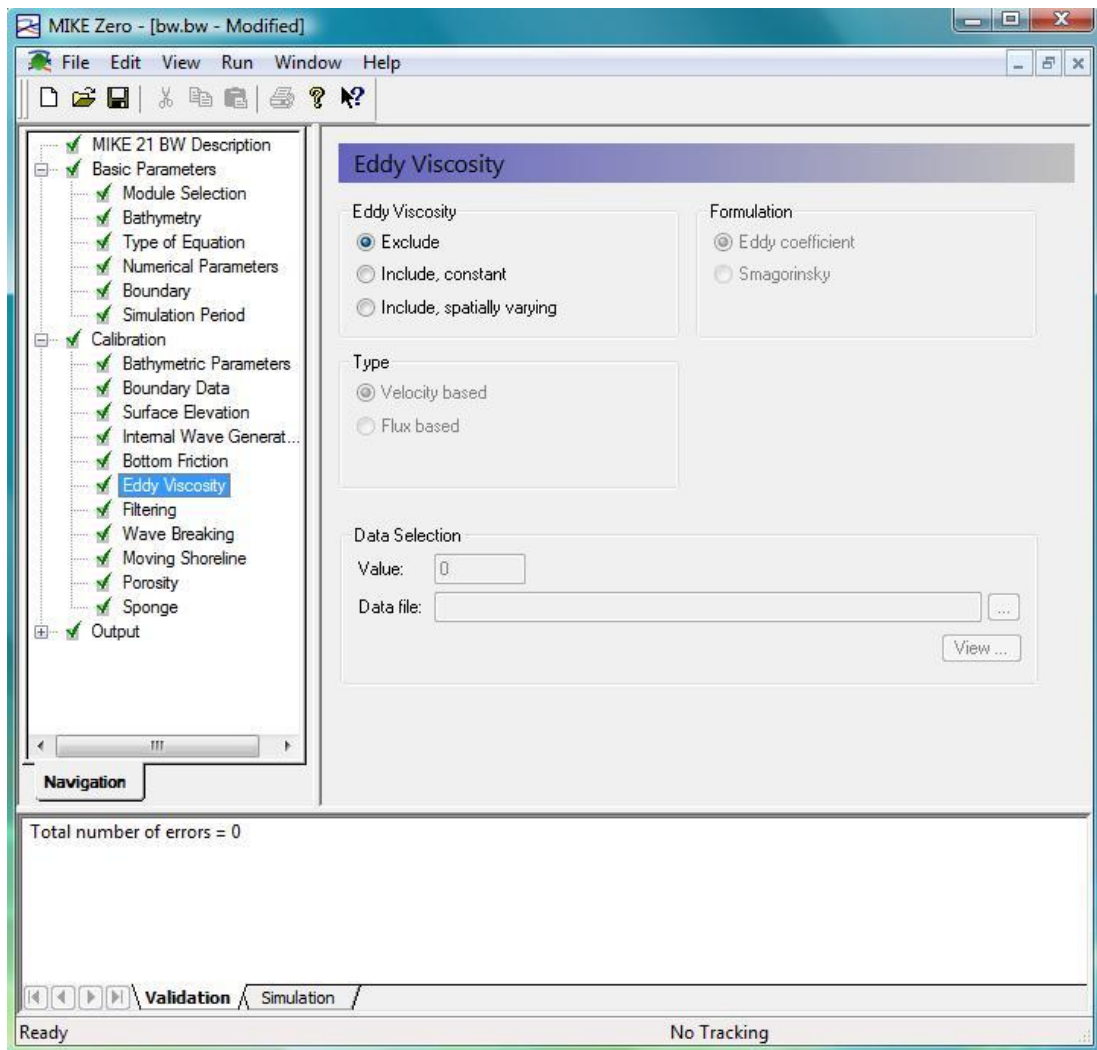 MIKE Zero - [bw.bw - Modified]
File Edit View Run Window Help
MIKE 21 BW Description
Basic Parameters
Module Selection
Bathymetry
Type of Equation
Numerical Parameters
Boundary
Simulation Period
Calibration
Bathymetric Parameters
Boundary Data
Surface Elevation
Internal Wave Generat...
Bottom Friction
Eddy Viscosity
Filtering
Wave Breaking
Moving Shoreline
Porosity
Sponge
Output
Navigation
Eddy Viscosity
Eddy Viscosity
Exclude
Include, constant
Include, spatially varying
Formulation
Eddy coefficient
Smagorinsky
Type
Velocity based
Flux based
Data Selection
Value: 0
Data file: ...
View ...
Total number of errors = 0
Validation Simulation
Ready No Tracking